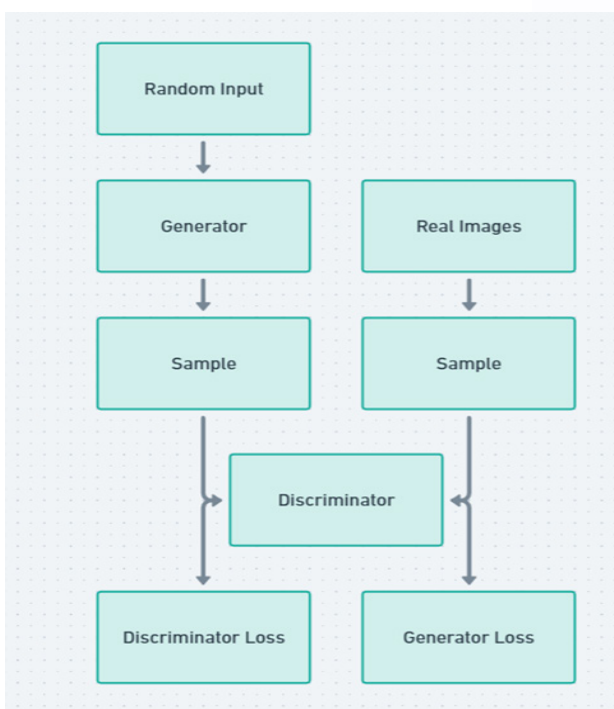 Random Input
Generator
Real Images
Sample
Sample
Discriminator
Discriminator Loss
Generator Loss